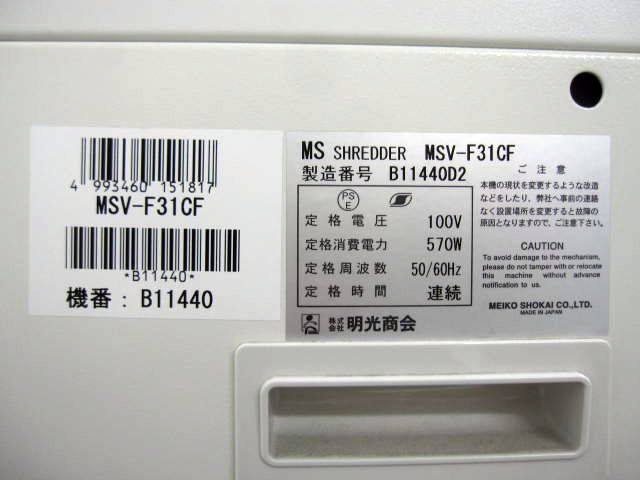 4 993460 151817
MSV-F31CF
*B11440*
機番：B11440
MS SHREDDER MSV-F31CF
製造番号 B11440D2
PS
E
定格電圧 100V
定格消費電力 570W
定格周波数 50/60Hz
定格時間 連続
株式
会社 明光商会
ご注意
本機の現状を変更するような改造
などをしたり、弊社へ事前の連絡
なく設置場所を変更すると故障の
原因となりますので、ご注意下さい。
CAUTION
To avoid damage to the mechanism,
please do not tamper with or relocate
this machine without advance
notification to us.
MEIKO SHOKAI CO., LTD.
MADE IN JAPAN